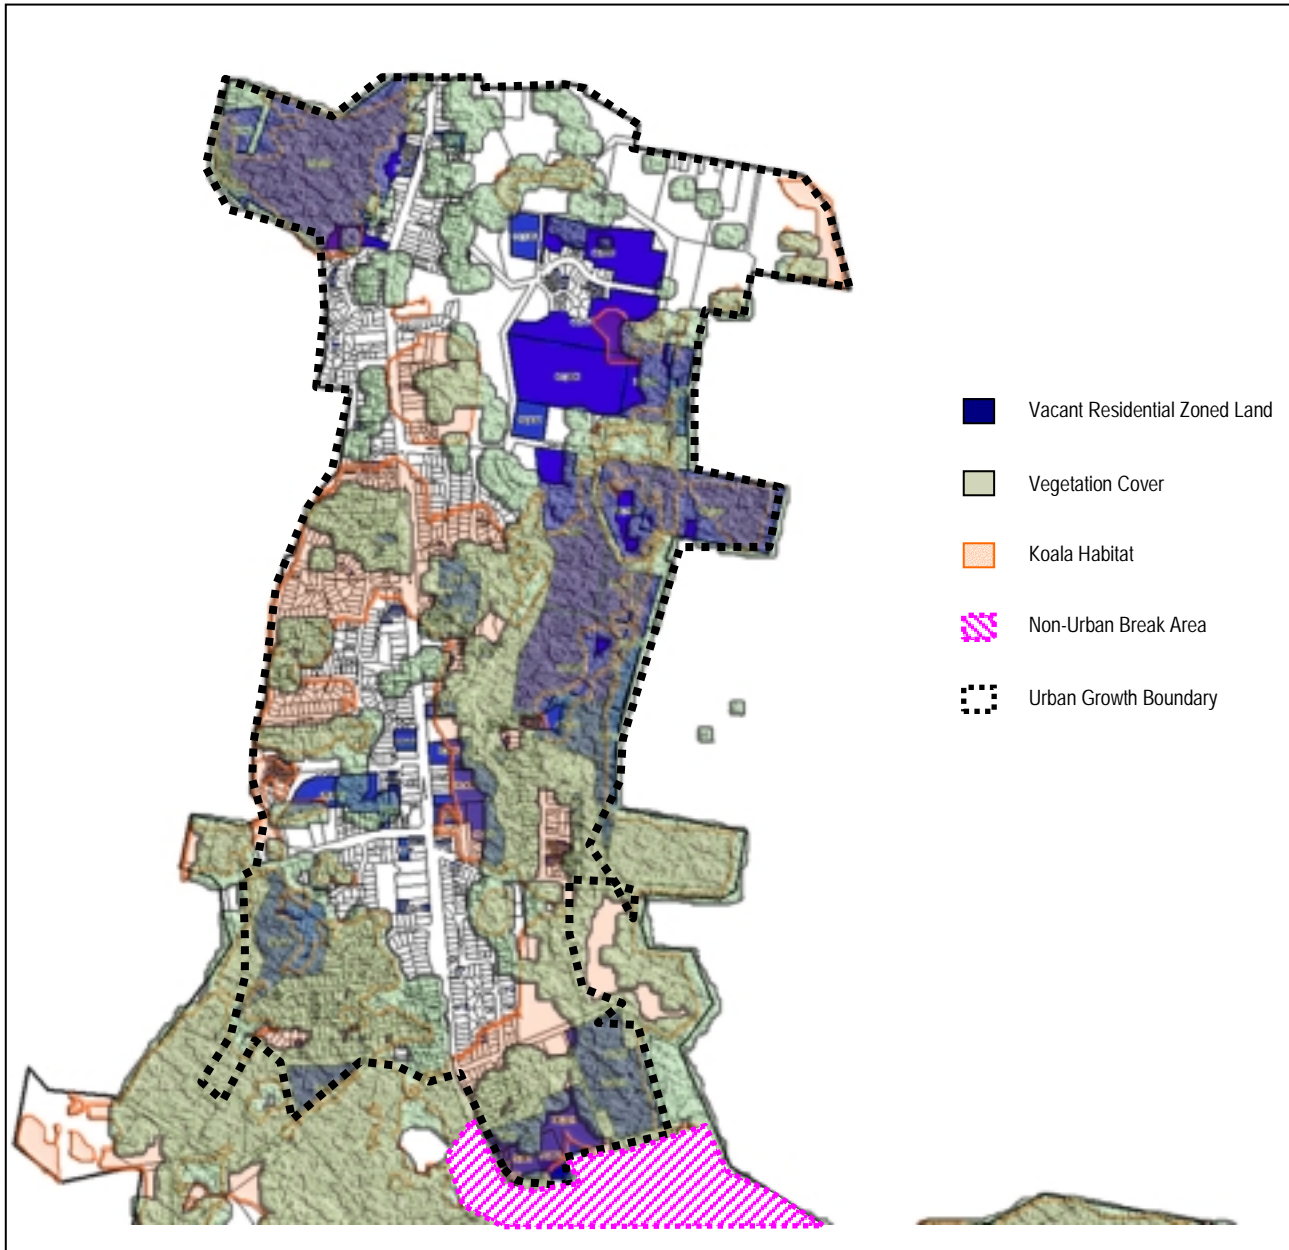 Vacant Residential Zoned Land
Vegetation Cover
Koala Habitat
Non-Urban Break Area
Urban Growth Boundary